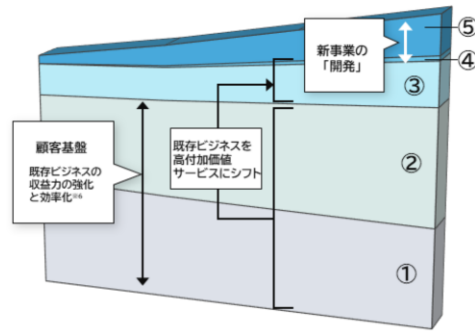 ⑤
新事業の
「開発」
④
③
顧客基盤
既存ビジネスの
収益力の強化
と効率化※6
既存ビジネスを
高付加価値
サービスにシフト
②
①